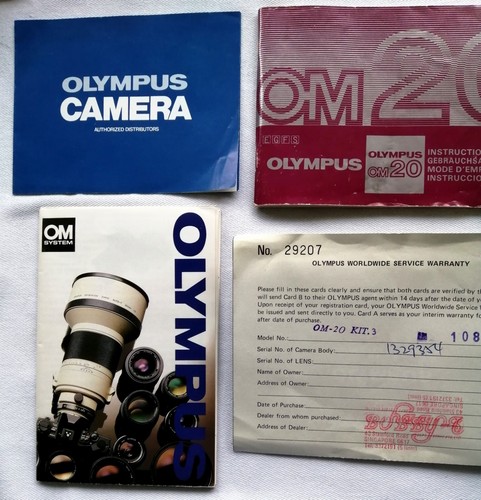 OLYMPUS
CAMERA
AUTHORIZED DISTRIBUTORS
OM 20
E G F S
OLYMPUS
OLYMPUS
OM20
INSTRUCTIO
GEBRAUCHSA
MODE D'EMP
INSTRUCCIO
OM
SYSTEM
OLYMPUS
No. 29207
OLYMPUS WORLDWIDE SERVICE WARRANTY
Please fill in these cards clearly and ensure that both cards are verified by the
will send Card B to their OLYMPUS agent within 14 days after the date of
Upon receipt of your registration card, your OLYMPUS Worldwide Service
be issued and sent directly to you. Card A serves as your interim warranty fo
after date of purchase.
OM-20 KIT.3
108
Model No.:
Serial No. of Camera Body: 1329354
Serial No. of LENS:
Name of Owner:
Address of Owner:
Date of Purchase:
Dealer from whom purchased:
Address of Dealer: